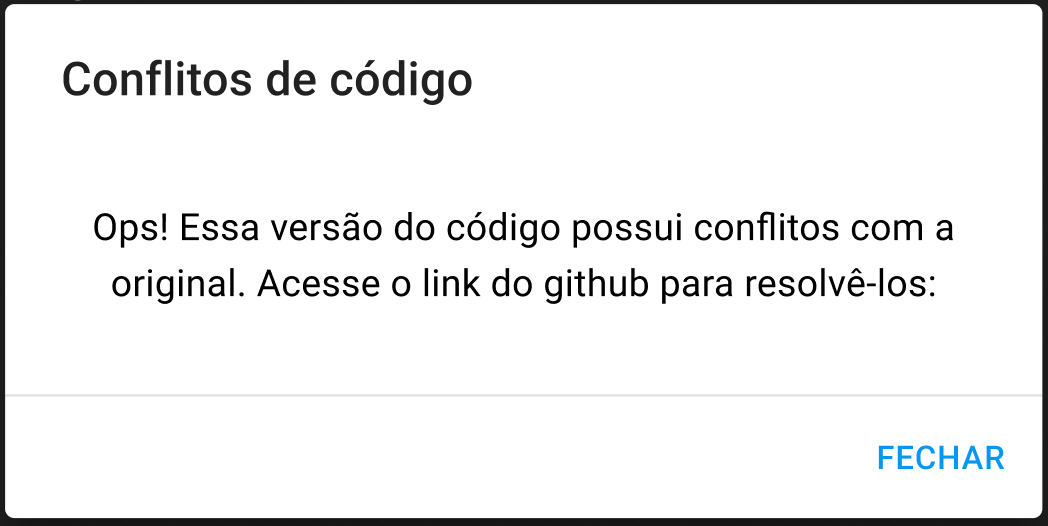 Conflitos de código
Ops! Essa versão do código possui conflitos com a
original. Acesse o link do github para resolvê-los:
FECHAR